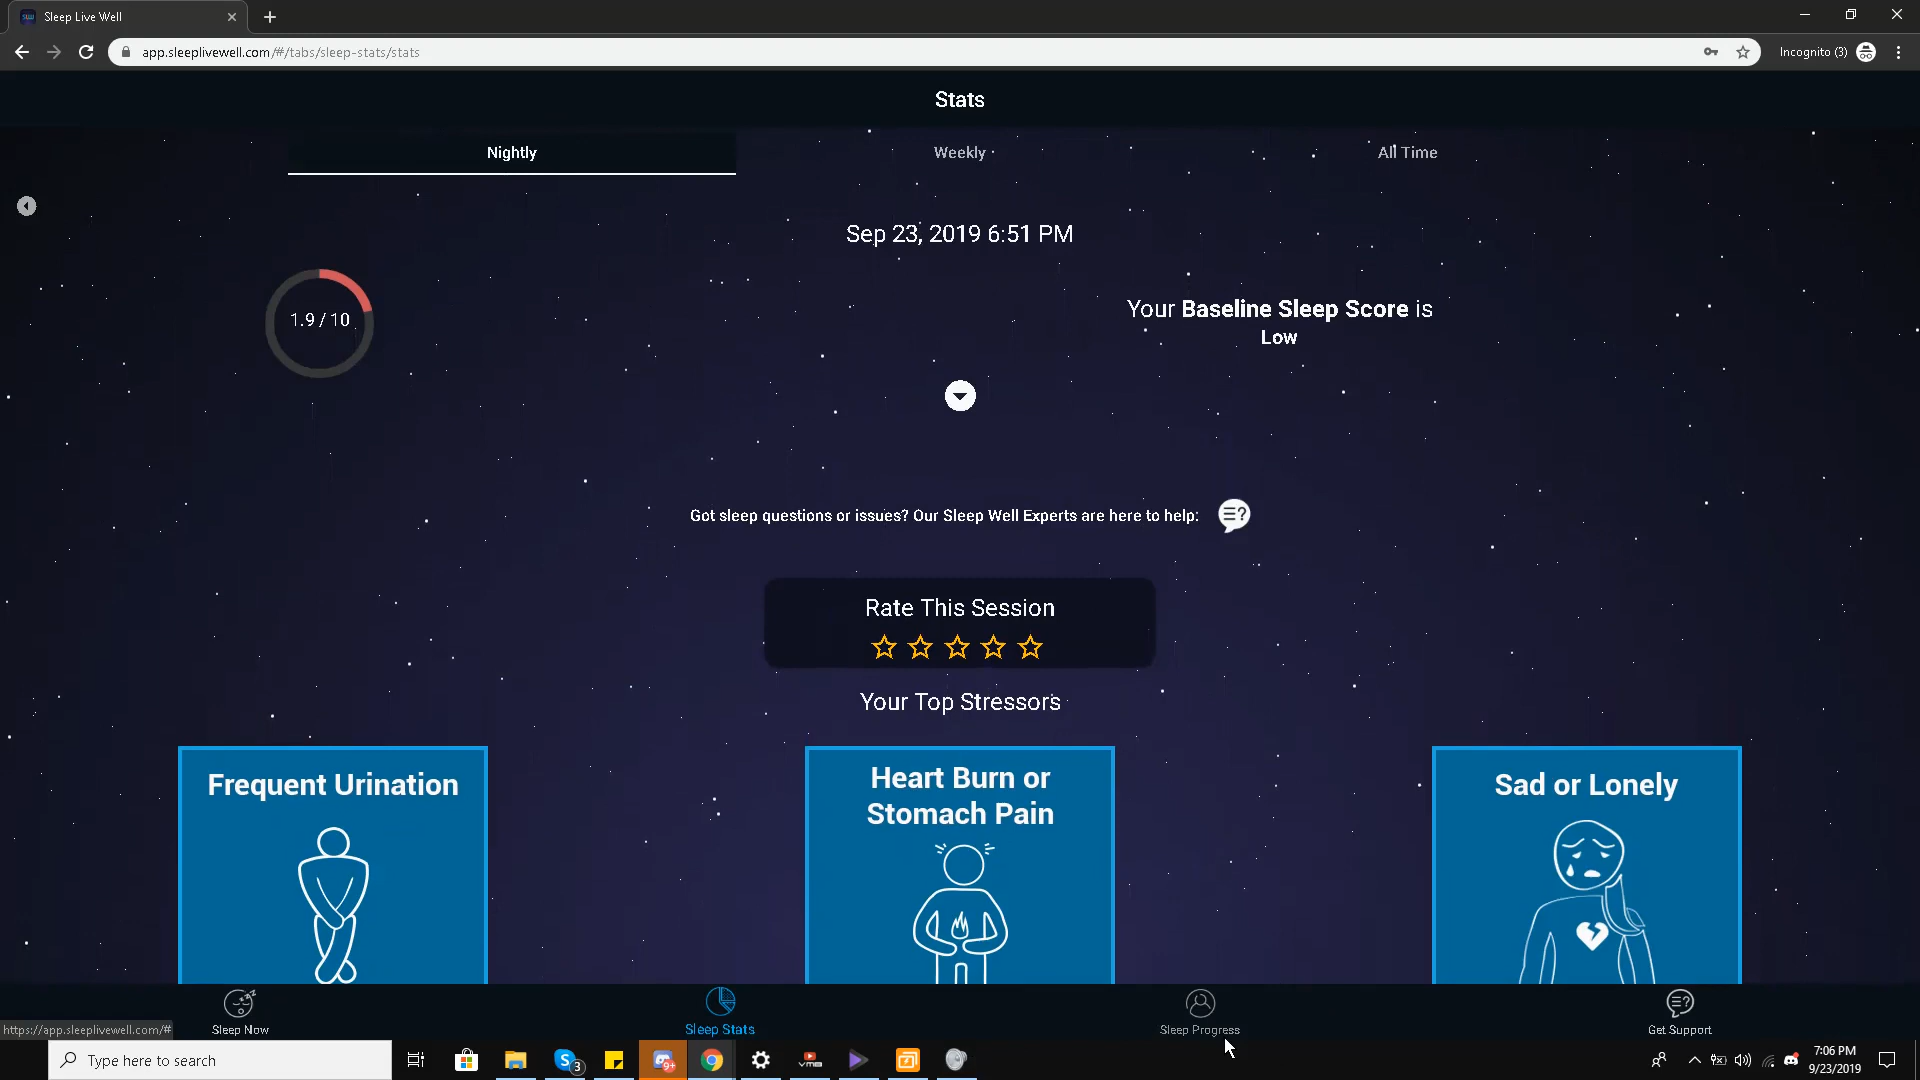 Sleep Live Well
app.sleeplivewell.com/#/tabs/sleep-stats/stats
Incognito (3)
Stats
Nightly
Weekly
All Time
Sep 23, 2019 6:51 PM
1.9 / 10
Your Baseline Sleep Score is
Low
Got sleep questions or issues? Our Sleep Well Experts are here to help:
Rate This Session
Your Top Stressors
Frequent Urination
Heart Burn or
Stomach Pain
Sad or Lonely
Sleep Now
Sleep Stats
Sleep Progress
Get Support
https://app.sleeplivewell.com/#
Type here to search
3
9+
7:06 PM
9/23/2019